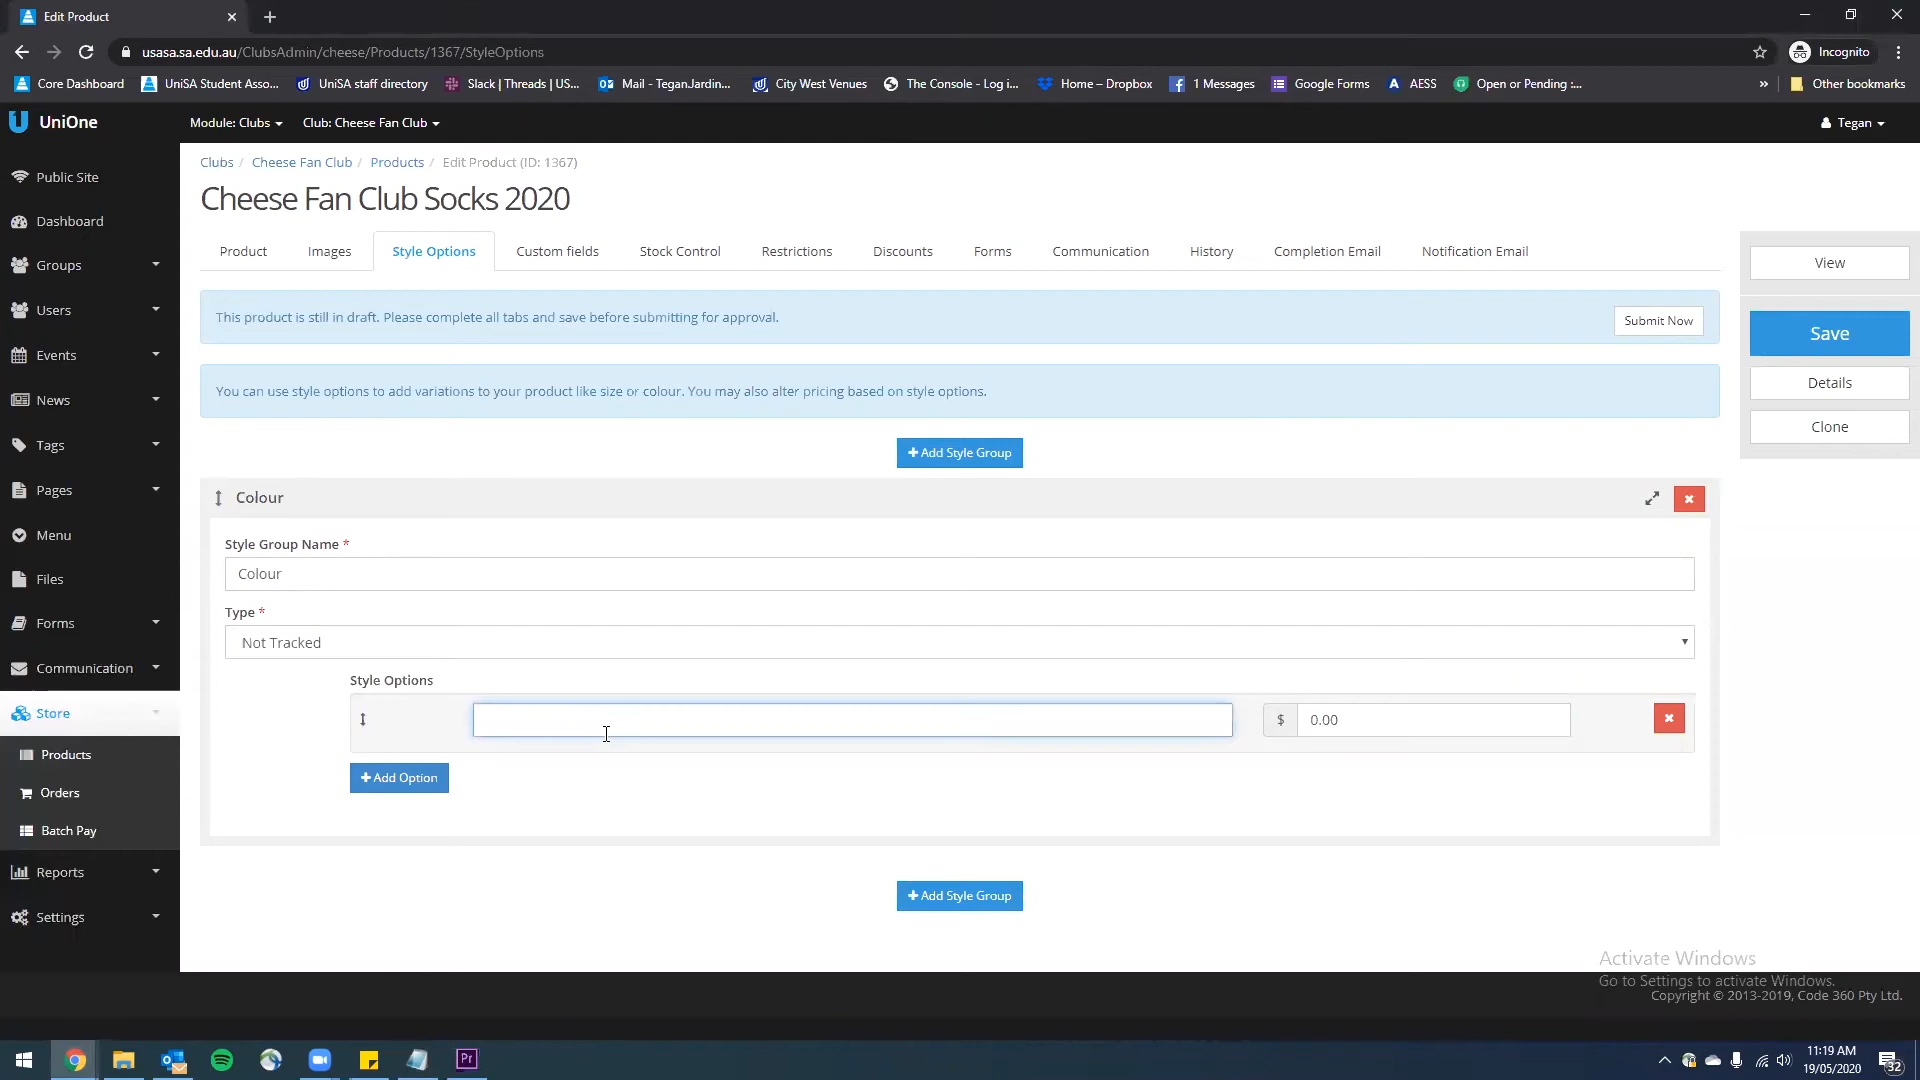 Edit Product
usasa.sa.edu.au/ClubsAdmin/cheese/Products/1367/StyleOptions
Incognito
Core Dashboard
UniSA Student Asso...
UniSA staff directory
Slack | Threads | US...
Mail - TeganJardin...
City West Venues
The Console - Log i...
Home – Dropbox
1 Messages
Google Forms
AESS
Open or Pending :...
»
Other bookmarks
UniOne
Module: Clubs
Club: Cheese Fan Club
Tegan
Public Site
Dashboard
Groups
Users
Events
News
Tags
Pages
Menu
Files
Forms
Communication
Store
Products
Orders
Batch Pay
Reports
Settings
Clubs / Cheese Fan Club / Products / Edit Product (ID: 1367)
Cheese Fan Club Socks 2020
Product
Images
Style Options
Custom fields
Stock Control
Restrictions
Discounts
Forms
Communication
History
Completion Email
Notification Email
This product is still in draft. Please complete all tabs and save before submitting for approval.
Submit Now
You can use style options to add variations to your product like size or colour. You may also alter pricing based on style options.
+ Add Style Group
Colour
Style Group Name *
Colour
Type *
Not Tracked
Style Options
$ 0.00
+ Add Option
+ Add Style Group
View
Save
Details
Clone
Activate Windows
Go to Settings to activate Windows.
Copyright © 2013-2019, Code 360 Pty Ltd.
Pr
11:19 AM
19/05/2020
32